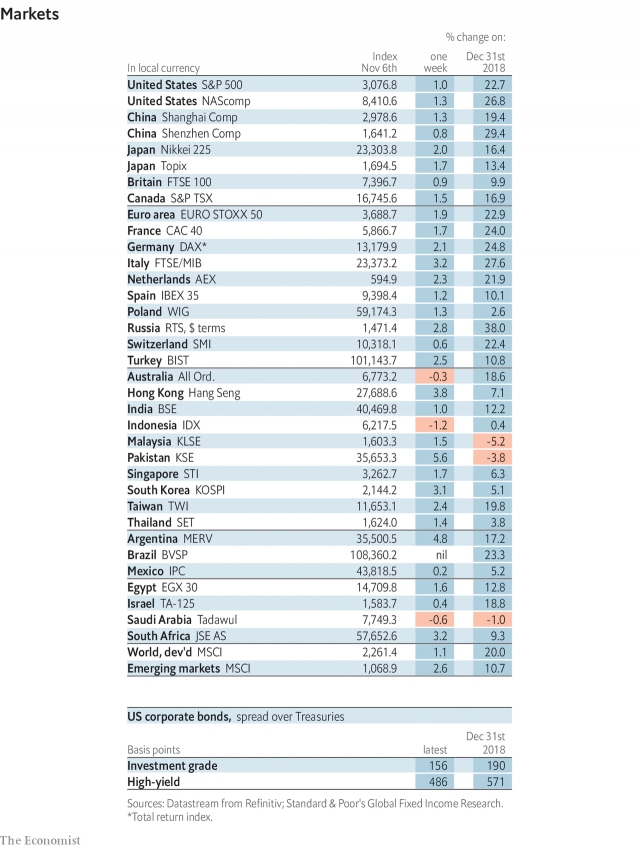 Markets
% change on:
Index one Dec 31st
In local currency Nov 6th week 2018
United States S&P 500 3,076.8 1.0 22.7
United States NAScomp 8,410.6 1.3 26.8
China Shanghai Comp 2,978.6 1.3 19.4
China Shenzhen Comp 1,641.2 0.8 29.4
Japan Nikkei 225 23,303.8 2.0 16.4
Japan Topix 1,694.5 1.7 13.4
Britain FTSE 100 7,396.7 0.9 9.9
Canada S&P TSX 16,745.6 1.5 16.9
Euro area EURO STOXX 50 3,688.7 1.9 22.9
France CAC 40 5,866.7 1.7 24.0
Germany DAX* 13,179.9 2.1 24.8
Italy FTSE/MIB 23,373.2 3.2 27.6
Netherlands AEX 594.9 2.3 21.9
Spain IBEX 35 9,398.4 1.2 10.1
Poland WIG 59,174.3 1.3 2.6
Russia RTS, $ terms 1,471.4 2.8 38.0
Switzerland SMI 10,318.1 0.6 22.4
Turkey BIST 101,143.7 2.5 10.8
Australia All Ord. 6,773.2 -0.3 18.6
Hong Kong Hang Seng 27,688.6 3.8 7.1
India BSE 40,469.8 1.0 12.2
Indonesia IDX 6,217.5 -1.2 0.4
Malaysia KLSE 1,603.3 1.5 -5.2
Pakistan KSE 35,653.3 5.6 -3.8
Singapore STI 3,262.7 1.7 6.3
South Korea KOSPI 2,144.2 3.1 5.1
Taiwan TWI 11,653.1 2.4 19.8
Thailand SET 1,624.0 1.4 3.8
Argentina MERV 35,500.5 4.8 17.2
Brazil BVSP 108,360.2 nil 23.3
Mexico IPC 43,818.5 0.2 5.2
Egypt EGX 30 14,709.8 1.6 12.8
Israel TA-125 1,583.7 0.4 18.8
Saudi Arabia Tadawul 7,749.3 -0.6 -1.0
South Africa JSE AS 57,652.6 3.2 9.3
World, dev'd MSCI 2,261.4 1.1 20.0
Emerging markets MSCI 1,068.9 2.6 10.7
US corporate bonds, spread over Treasuries
Dec 31st
Basis points latest 2018
Investment grade 156 190
High-yield 486 571
Sources: Datastream from Refinitiv; Standard & Poor's Global Fixed Income Research.
*Total return index.
The Economist